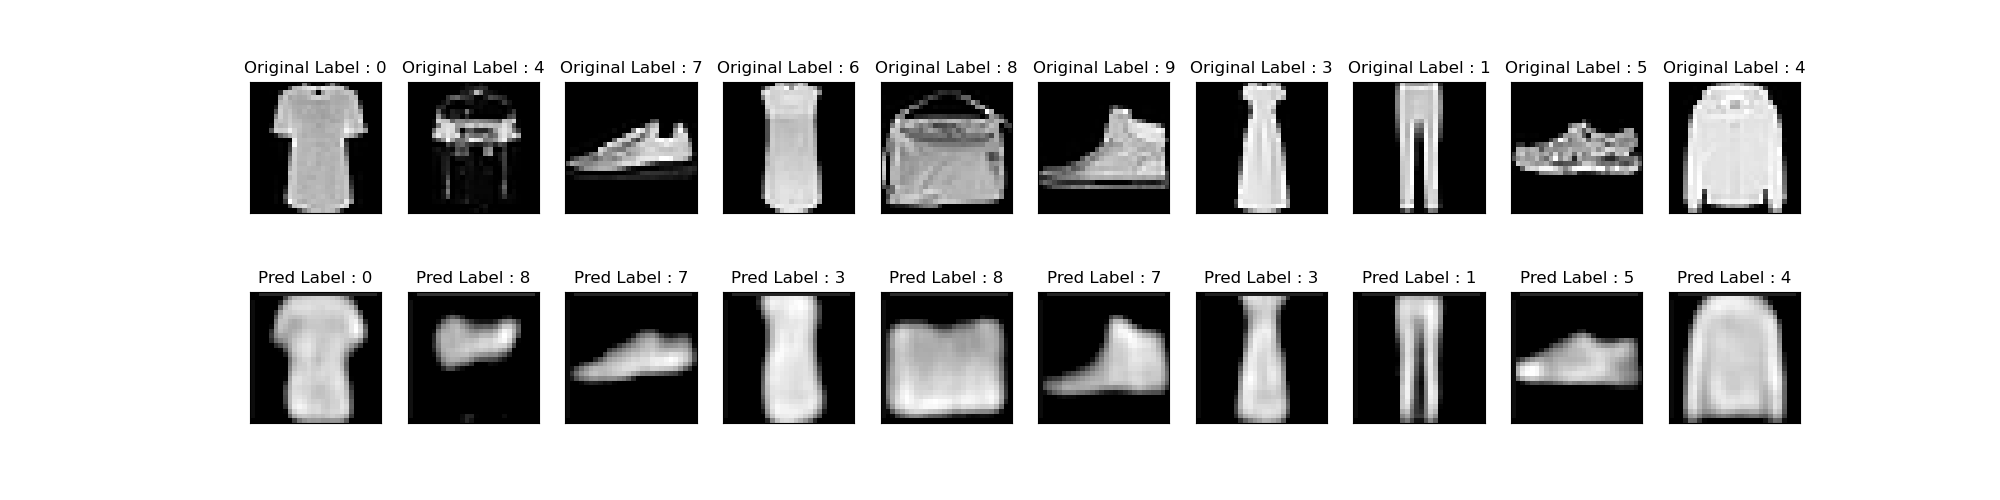 Original Label : 0 Original Label : 4 Original Label : 7 Original Label : 6 Original Label : 8 Original Label : 9 Original Label : 3 Original Label : 1 Original Label : 5 Original Label : 4
Pred Label : 0 Pred Label : 8 Pred Label : 7 Pred Label : 3 Pred Label : 8 Pred Label : 7 Pred Label : 3 Pred Label : 1 Pred Label : 5 Pred Label : 4